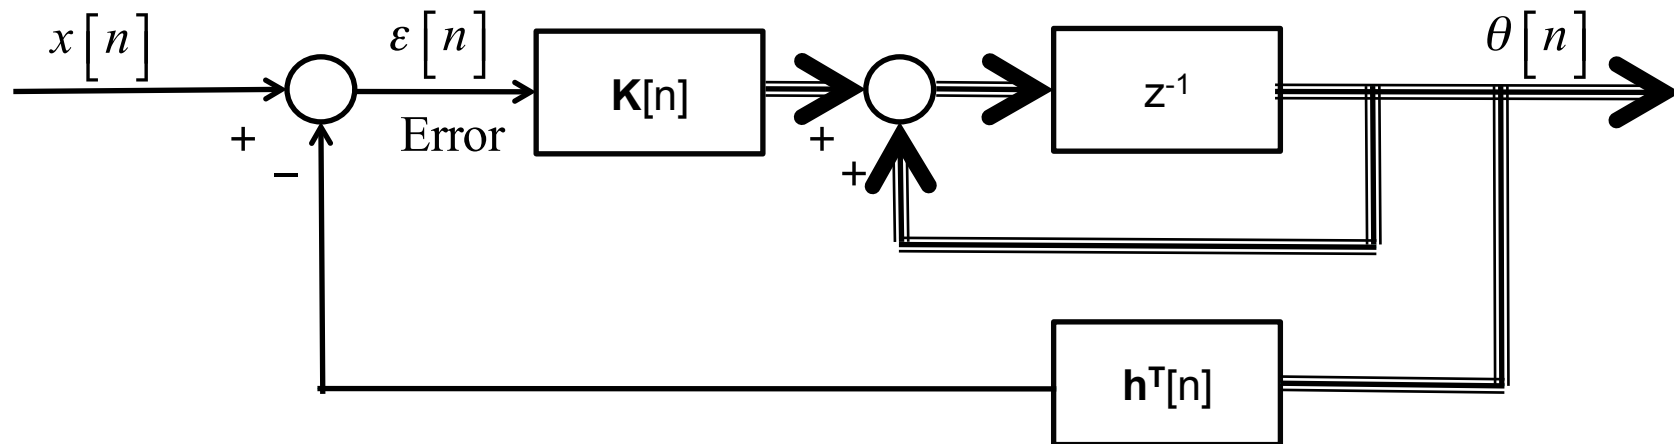 x[n]
ε[n]
K[n]
z⁻¹
θ[n]
+
−
Error
+
+
hᵀ[n]